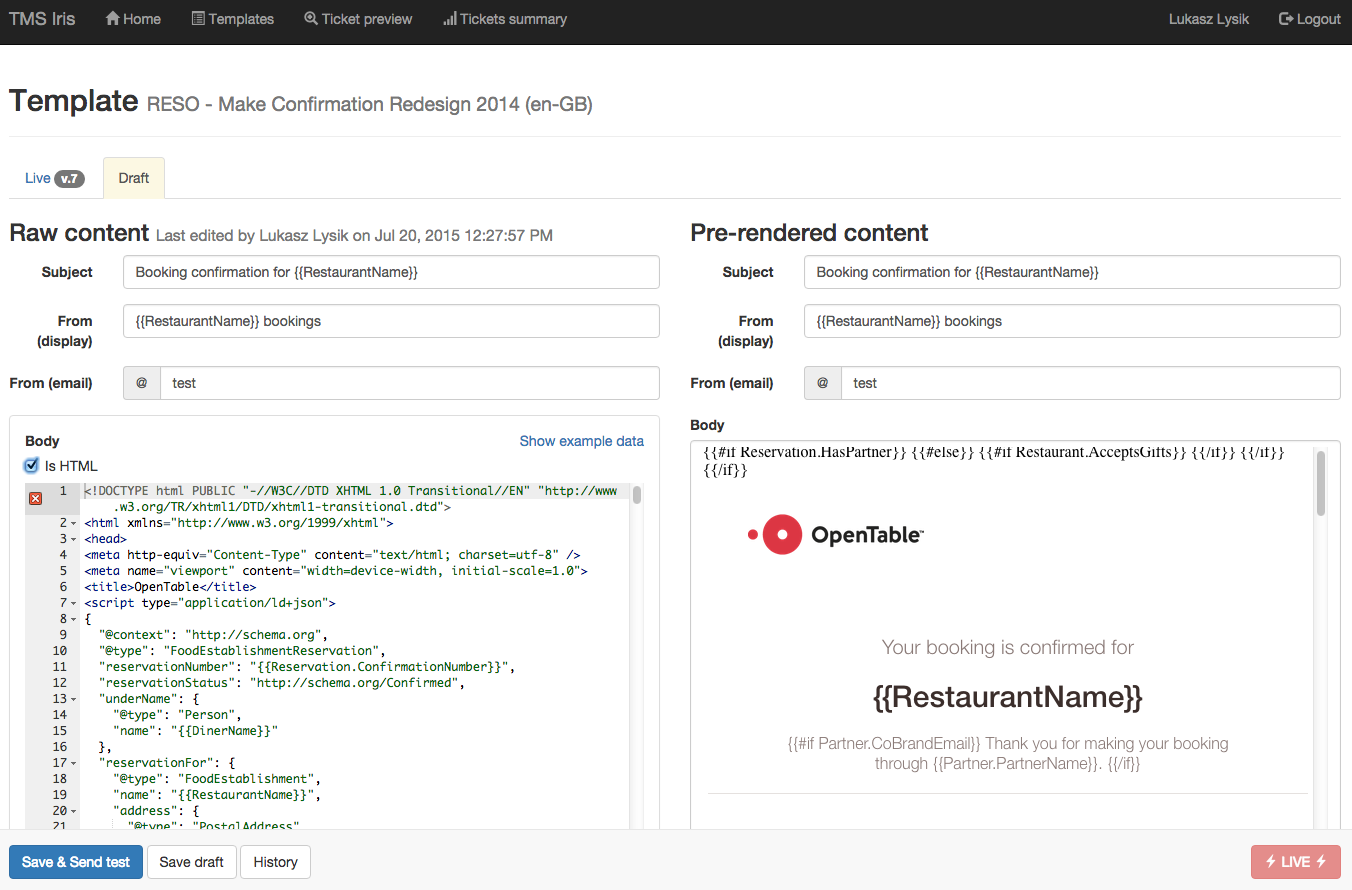 TMS Iris Home Templates Ticket preview Tickets summary Lukasz Lysik Logout
Template RESO - Make Confirmation Redesign 2014 (en-GB)
Live v.7 Draft
Raw content Last edited by Lukasz Lysik on Jul 20, 2015 12:27:57 PM
Subject Booking confirmation for {{RestaurantName}}
From (display) {{RestaurantName}} bookings
From (email) @ test
Body Show example data
Is HTML
1 <!DOCTYPE html PUBLIC "-//W3C//DTD XHTML 1.0 Transitional//EN" "http://www
.w3.org/TR/xhtml1/DTD/xhtml1-transitional.dtd">
2 <html xmlns="http://www.w3.org/1999/xhtml">
3 <head>
4 <meta http-equiv="Content-Type" content="text/html; charset=utf-8" />
5 <meta name="viewport" content="width=device-width, initial-scale=1.0">
6 <title>OpenTable</title>
7 <script type="application/ld+json">
8 {
9 "@context": "http://schema.org",
10 "@type": "FoodEstablishmentReservation",
11 "reservationNumber": "{{Reservation.ConfirmationNumber}}",
12 "reservationStatus": "http://schema.org/Confirmed",
13 "underName": {
14 "@type": "Person",
15 "name": "{{DinerName}}"
16 },
17 "reservationFor": {
18 "@type": "FoodEstablishment",
19 "name": "{{RestaurantName}}",
20 "address": {
21 "@type": "PostalAddress"
Pre-rendered content
Subject Booking confirmation for {{RestaurantName}}
From (display) {{RestaurantName}} bookings
From (email) @ test
Body
{{#if Reservation.HasPartner}} {{#else}} {{#if Restaurant.AcceptsGifts}} {{/if}} {{/if}}
{{/if}}
OpenTable™
Your booking is confirmed for
{{RestaurantName}}
{{#if Partner.CoBrandEmail}} Thank you for making your booking
through {{Partner.PartnerName}}. {{/if}}
Save & Send test Save draft History LIVE